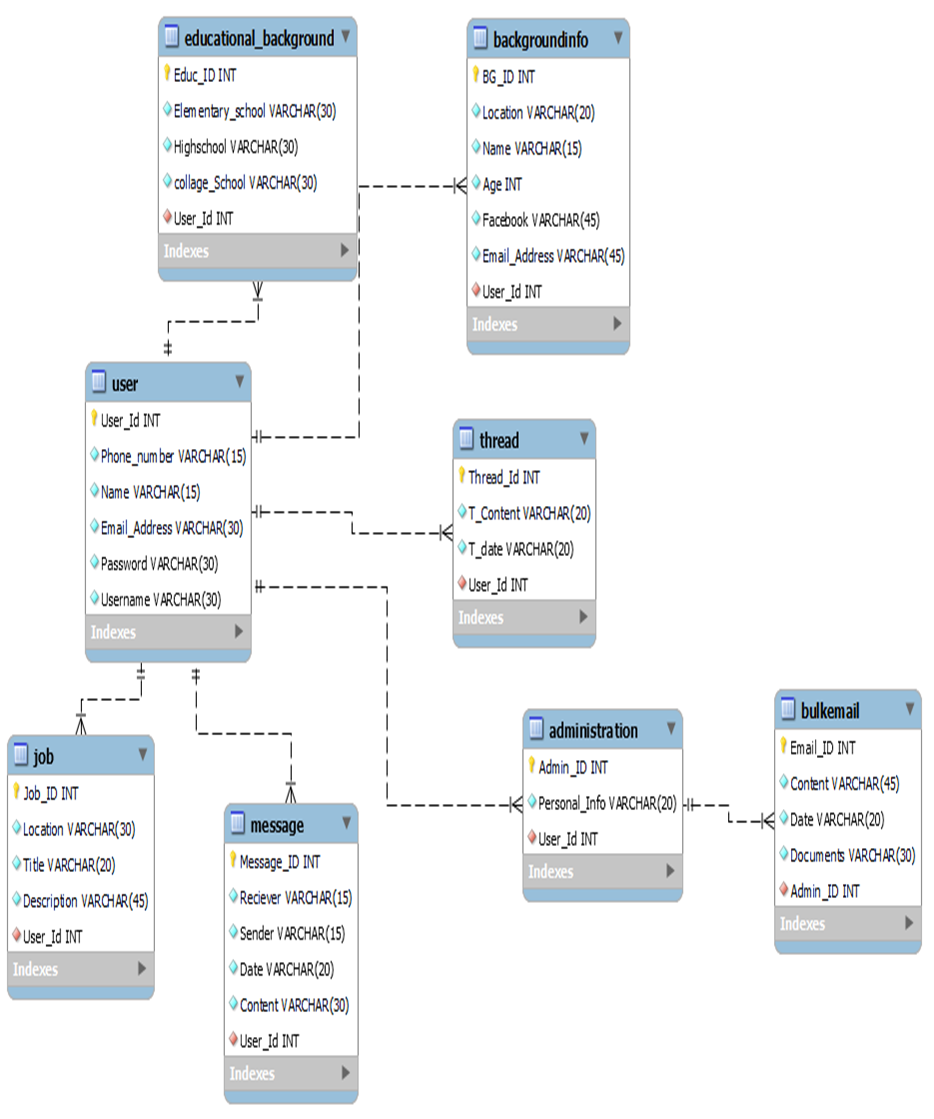 educational_background
Educ_ID INT
Elementary_school VARCHAR(30)
Highschool VARCHAR(30)
collage_School VARCHAR(30)
User_Id INT
Indexes
backgroundinfo
BG_ID INT
Location VARCHAR(20)
Name VARCHAR(15)
Age INT
Facebook VARCHAR(45)
Email_Address VARCHAR(45)
User_Id INT
Indexes
user
User_Id INT
Phone_number VARCHAR(15)
Name VARCHAR(15)
Email_Address VARCHAR(30)
Password VARCHAR(30)
Username VARCHAR(30)
Indexes
thread
Thread_Id INT
T_Content VARCHAR(20)
T_date VARCHAR(20)
User_Id INT
Indexes
job
Job_ID INT
Location VARCHAR(30)
Title VARCHAR(20)
Description VARCHAR(45)
User_Id INT
Indexes
message
Message_ID INT
Reciever VARCHAR(15)
Sender VARCHAR(15)
Date VARCHAR(20)
Content VARCHAR(30)
User_Id INT
Indexes
administration
Admin_ID INT
Personal_Info VARCHAR(20)
User_Id INT
Indexes
bulkemail
Email_ID INT
Content VARCHAR(45)
Date VARCHAR(20)
Documents VARCHAR(30)
Admin_ID INT
Indexes